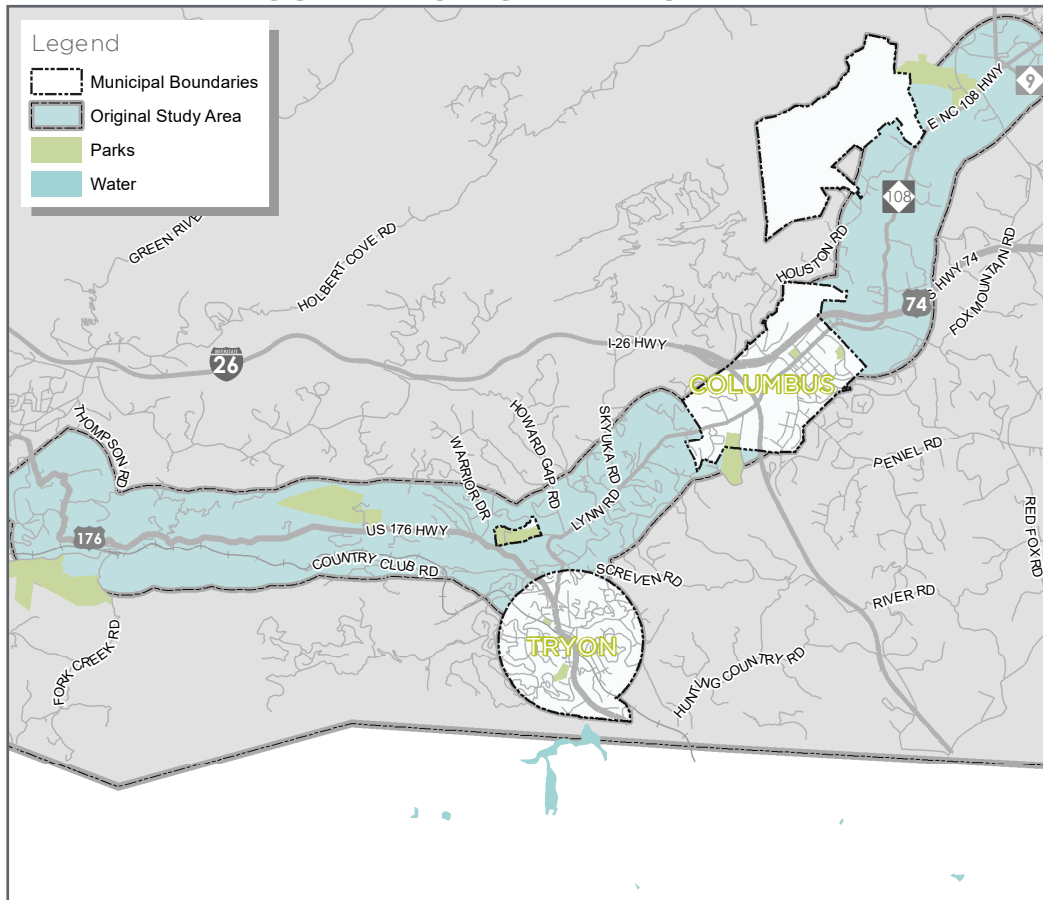 Legend
Municipal Boundaries
Original Study Area
Parks
Water
9
E NC 108 HWY
108
GREEN RIVE
HOLBERT COVE RD
HOUSTON RD
S HWY 74
74
FOX MOUNTAIN RD
INTERSTATE
26
I-26 HWY
COLUMBUS
THOMPSON RD
WARRIOR DR
HOWARD GAP RD
SKYUKA RD
LYNN RD
PENIEL RD
RED FOX RD
176
US 176 HWY
COUNTRY CLUB RD
SCREVEN RD
RIVER RD
FORK CREEK RD
TRYON
HUNTING COUNTRY RD